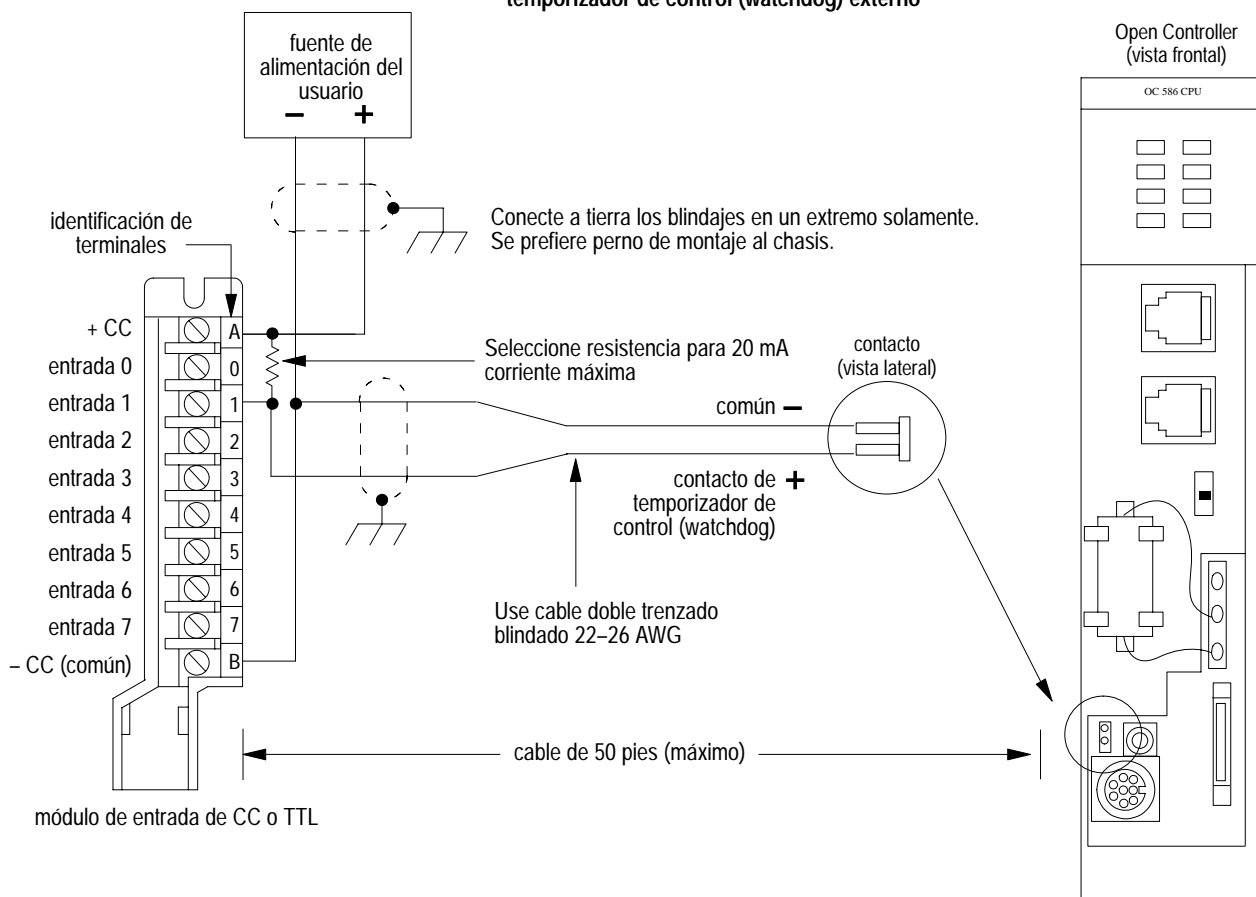 temporizador de control (watchdog) externo
fuente de
alimentación del
usuario
− +
Open Controller
(vista frontal)
OC 586 CPU
identificación de
terminales
Conecte a tierra los blindajes en un extremo solamente.
Se prefiere perno de montaje al chasis.
+ CC A
entrada 0 0
entrada 1 1
entrada 2 2
entrada 3 3
entrada 4 4
entrada 5 5
entrada 6 6
entrada 7 7
– CC (común) B
Seleccione resistencia para 20 mA
corriente máxima
contacto
(vista lateral)
común −
contacto de +
temporizador de
control (watchdog)
Use cable doble trenzado
blindado 22–26 AWG
cable de 50 pies (máximo)
módulo de entrada de CC o TTL